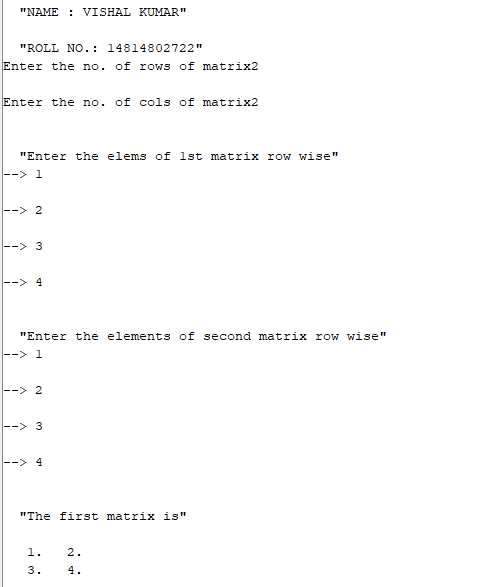 "NAME : VISHAL KUMAR"
"ROLL NO.: 14814802722"
Enter the no. of rows of matrix2
Enter the no. of cols of matrix2
"Enter the elems of 1st matrix row wise"
--> 1
--> 2
--> 3
--> 4
"Enter the elements of second matrix row wise"
--> 1
--> 2
--> 3
--> 4
"The first matrix is"
1. 2.
3. 4.